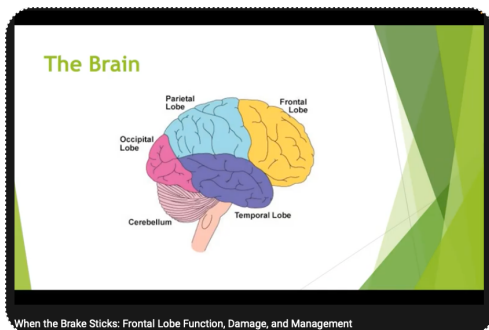 The Brain
Parietal
Lobe
Frontal
Lobe
Occipital
Lobe
Temporal Lobe
Cerebellum
When the Brake Sticks: Frontal Lobe Function, Damage, and Management